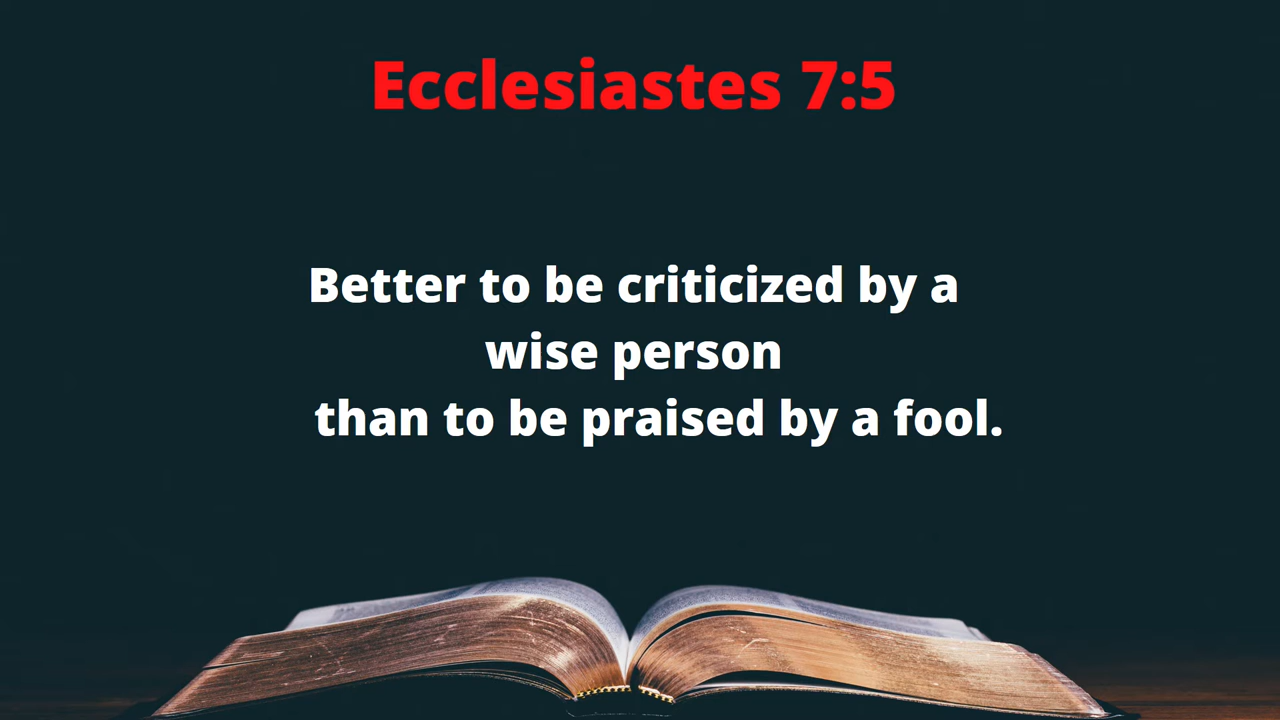 Ecclesiastes 7:5
Better to be criticized by a
wise person
than to be praised by a fool.